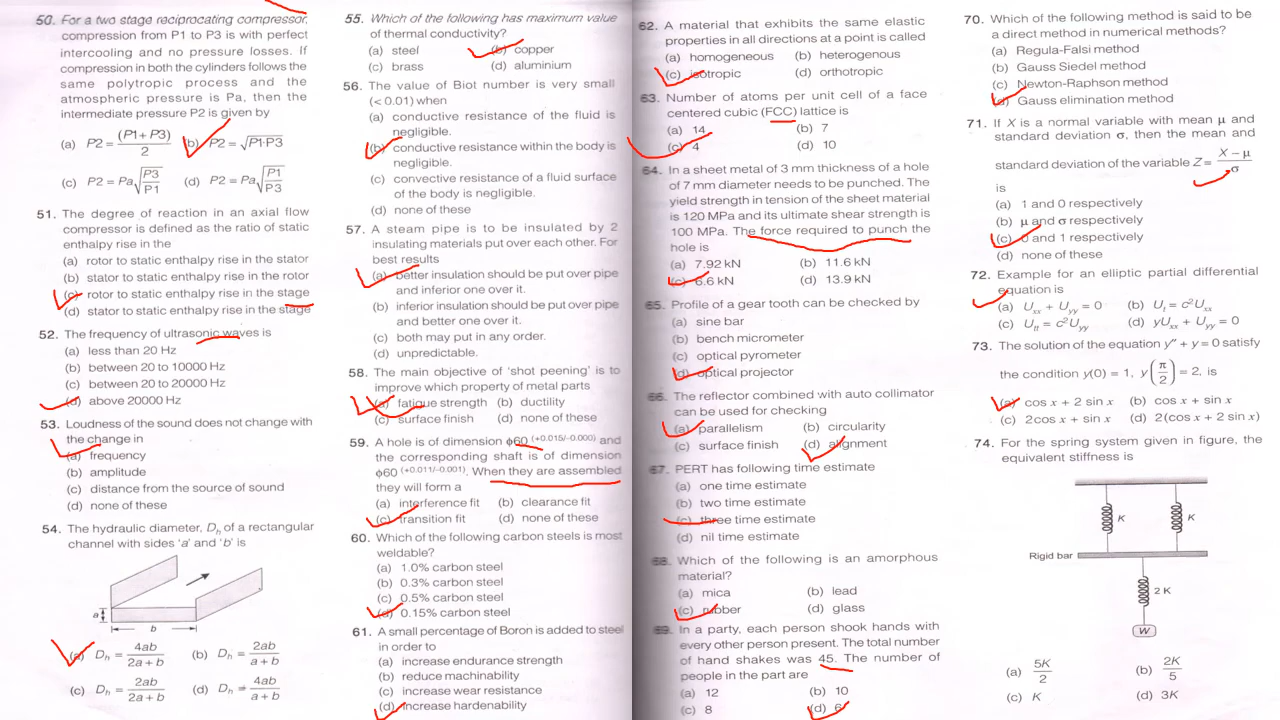 50. For a two stage reciprocating compressor,
compression from P1 to P3 is with perfect
intercooling and no pressure losses. If
compression in both the cylinders follows the
same polytropic process and the
atmospheric pressure is Pa, then the
intermediate pressure P2 is given by
(a) P2 = (P1+ P3)/2 (b) P2 = √P1·P3
(c) P2 = Pa√(P3/P1) (d) P2 = Pa√(P1/P3)
51. The degree of reaction in an axial flow
compressor is defined as the ratio of static
enthalpy rise in the
(a) rotor to static enthalpy rise in the stator
(b) stator to static enthalpy rise in the rotor
(c) rotor to static enthalpy rise in the stage
(d) stator to static enthalpy rise in the stage
52. The frequency of ultrasonic waves is
(a) less than 20 Hz
(b) between 20 to 10000 Hz
(c) between 20 to 20000 Hz
(d) above 20000 Hz
53. Loudness of the sound does not change with
the change in
(a) frequency
(b) amplitude
(c) distance from the source of sound
(d) none of these
54. The hydraulic diameter, Dh of a rectangular
channel with sides 'a' and 'b' is
a
b
(a) Dh = 4ab/(2a + b) (b) Dh = 2ab/(a + b)
(c) Dh = 2ab/(2a + b) (d) Dh = 4ab/(a + b)
55. Which of the following has maximum value
of thermal conductivity?
(a) steel (b) copper
(c) brass (d) aluminium
56. The value of Biot number is very small
(< 0.01) when
(a) conductive resistance of the fluid is
negligible.
(b) conductive resistance within the body is
negligible.
(c) convective resistance of a fluid surface
of the body is negligible.
(d) none of these
57. A steam pipe is to be insulated by 2
insulating materials put over each other. For
best results
(a) better insulation should be put over pipe
and inferior one over it.
(b) inferior insulation should be put over pipe
and better one over it.
(c) both may put in any order.
(d) unpredictable.
58. The main objective of 'shot peening' is to
improve which property of metal parts
(a) fatigue strength (b) ductility
(c) surface finish (d) none of these
59. A hole is of dimension ϕ60 (+0.015/−0.000) and
the corresponding shaft is of dimension
ϕ60 (+0.011/−0.001). When they are assembled
they will form a
(a) interference fit (b) clearance fit
(c) transition fit (d) none of these
60. Which of the following carbon steels is most
weldable?
(a) 1.0% carbon steel
(b) 0.3% carbon steel
(c) 0.5% carbon steel
(d) 0.15% carbon steel
61. A small percentage of Boron is added to steel
in order to
(a) increase endurance strength
(b) reduce machinability
(c) increase wear resistance
(d) increase hardenability
62. A material that exhibits the same elastic
properties in all directions at a point is called
(a) homogeneous (b) heterogenous
(c) isotropic (d) orthotropic
63. Number of atoms per unit cell of a face
centered cubic (FCC) lattice is
(a) 14 (b) 7
(c) 4 (d) 10
64. In a sheet metal of 3 mm thickness of a hole
of 7 mm diameter needs to be punched. The
yield strength in tension of the sheet material
is 120 MPa and its ultimate shear strength is
100 MPa. The force required to punch the
hole is
(a) 7.92 kN (b) 11.6 kN
(c) 6.6 kN (d) 13.9 kN
65. Profile of a gear tooth can be checked by
(a) sine bar
(b) bench micrometer
(c) optical pyrometer
(d) optical projector
66. The reflector combined with auto collimator
can be used for checking
(a) parallelism (b) circularity
(c) surface finish (d) alignment
67. PERT has following time estimate
(a) one time estimate
(b) two time estimate
(c) three time estimate
(d) nil time estimate
68. Which of the following is an amorphous
material?
(a) mica (b) lead
(c) rubber (d) glass
69. In a party, each person shook hands with
every other person present. The total number
of hand shakes was 45. The number of
people in the part are
(a) 12 (b) 10
(c) 8 (d) 6
70. Which of the following method is said to be
a direct method in numerical methods?
(a) Regula-Falsi method
(b) Gauss Siedel method
(c) Newton-Raphson method
(d) Gauss elimination method
71. If X is a normal variable with mean μ and
standard deviation σ, then the mean and
standard deviation of the variable Z = (X − μ)/σ
is
(a) 1 and 0 respectively
(b) μ and σ respectively
(c) 0 and 1 respectively
(d) none of these
72. Example for an elliptic partial differential
equation is
(a) Uxx + Uyy = 0 (b) Ut = c²Uxx
(c) Utt = c²Uyy (d) yUxx + Uyy = 0
73. The solution of the equation y″ + y = 0 satisfy
the condition y(0) = 1, y(π/2) = 2, is
(a) cos x + 2 sin x (b) cos x + sin x
(c) 2cos x + sin x (d) 2(cos x + 2 sin x)
74. For the spring system given in figure, the
equivalent stiffness is
K K
Rigid bar
2 K
W
(a) 5K/2 (b) 2K/5
(c) K (d) 3K